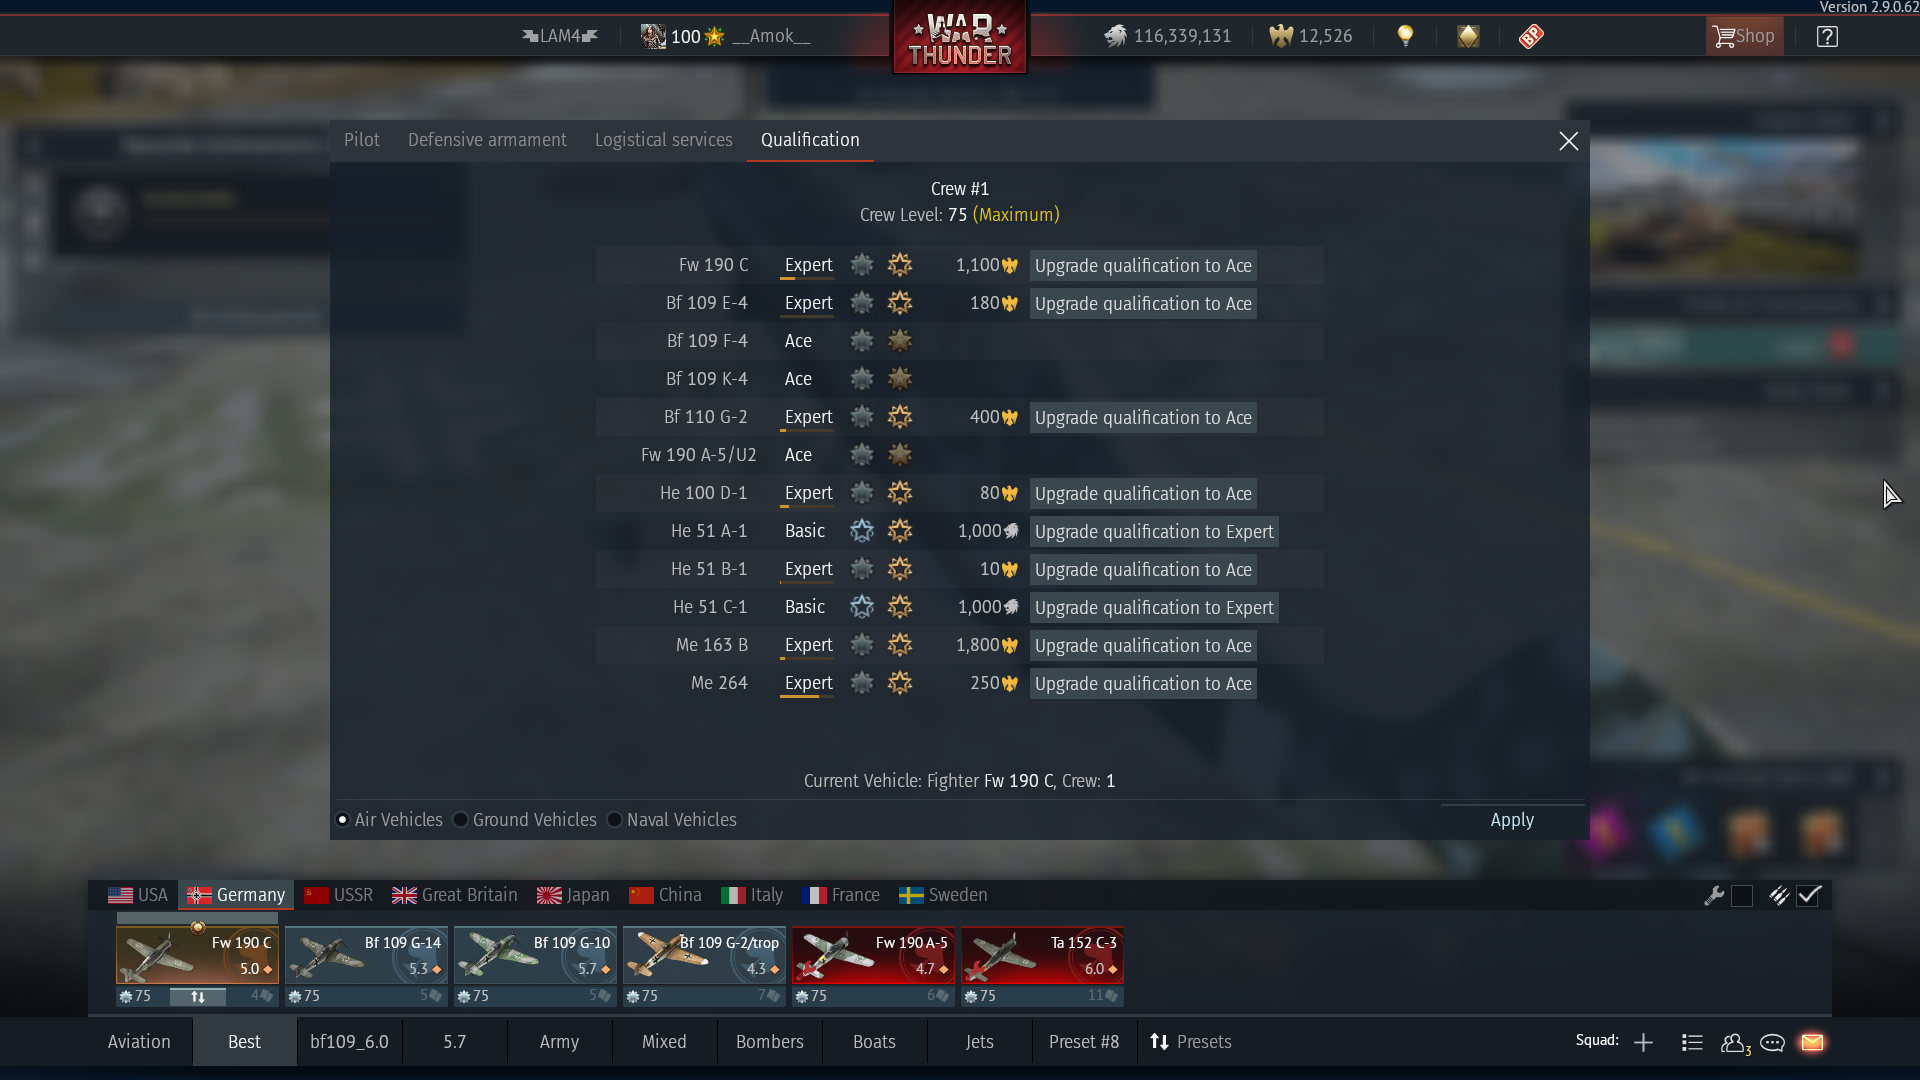 Version 2.9.0.62
LAM4
100 __Amok__
WAR THUNDER
116,339,131
12,526
BP
Shop
?
Pilot Defensive armament Logistical services Qualification
Crew #1
Crew Level: 75 (Maximum)
Fw 190 C Expert 1,100 Upgrade qualification to Ace
Bf 109 E-4 Expert 180 Upgrade qualification to Ace
Bf 109 F-4 Ace
Bf 109 K-4 Ace
Bf 110 G-2 Expert 400 Upgrade qualification to Ace
Fw 190 A-5/U2 Ace
He 100 D-1 Expert 80 Upgrade qualification to Ace
He 51 A-1 Basic 1,000 Upgrade qualification to Expert
He 51 B-1 Expert 10 Upgrade qualification to Ace
He 51 C-1 Basic 1,000 Upgrade qualification to Expert
Me 163 B Expert 1,800 Upgrade qualification to Ace
Me 264 Expert 250 Upgrade qualification to Ace
Current Vehicle: Fighter Fw 190 C, Crew: 1
Air Vehicles Ground Vehicles Naval Vehicles Apply
USA Germany USSR Great Britain Japan China Italy France Sweden
Fw 190 C Bf 109 G-14 Bf 109 G-10 Bf 109 G-2/trop Fw 190 A-5 Ta 152 C-3
5.0 5.3 5.7 4.3 4.7 6.0
75 4 75 5 75 5 75 7 75 6 75 11
Aviation Best bf109_6.0 5.7 Army Mixed Bombers Boats Jets Preset #8 Presets Squad: 3